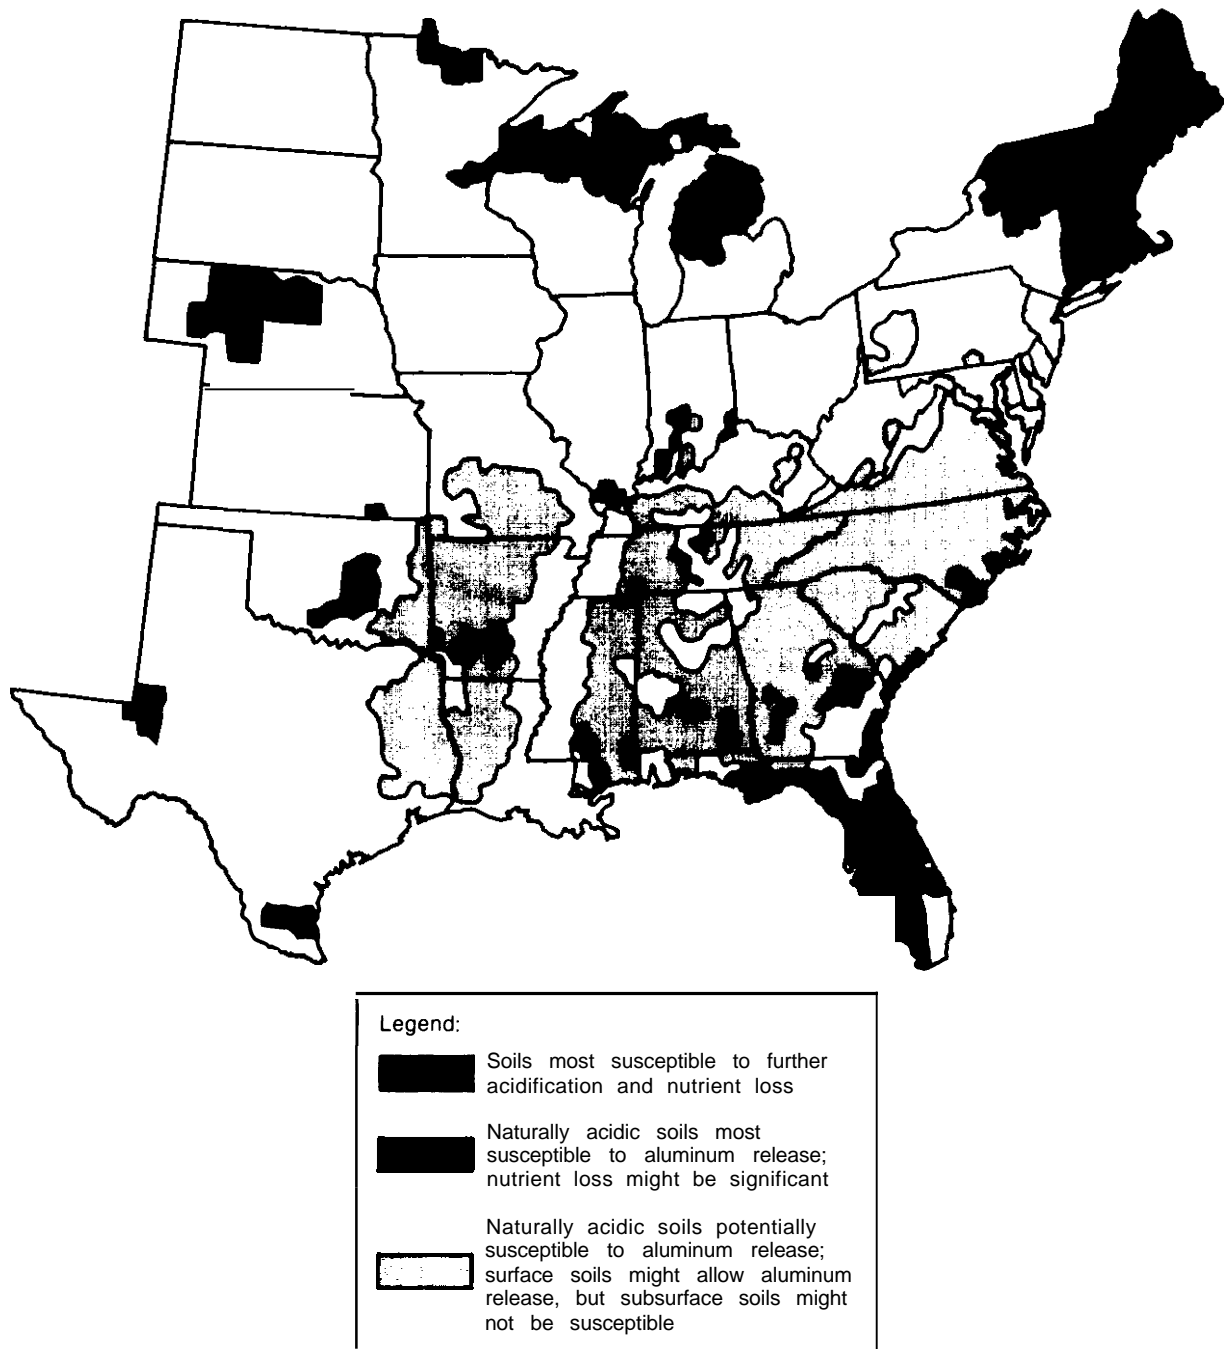 Legend:
Soils most susceptible to further
acidification and nutrient loss
Naturally acidic soils most
susceptible to aluminum release;
nutrient loss might be significant
Naturally acidic soils potentially
susceptible to aluminum release;
surface soils might allow aluminum
release, but subsurface soils might
not be susceptible